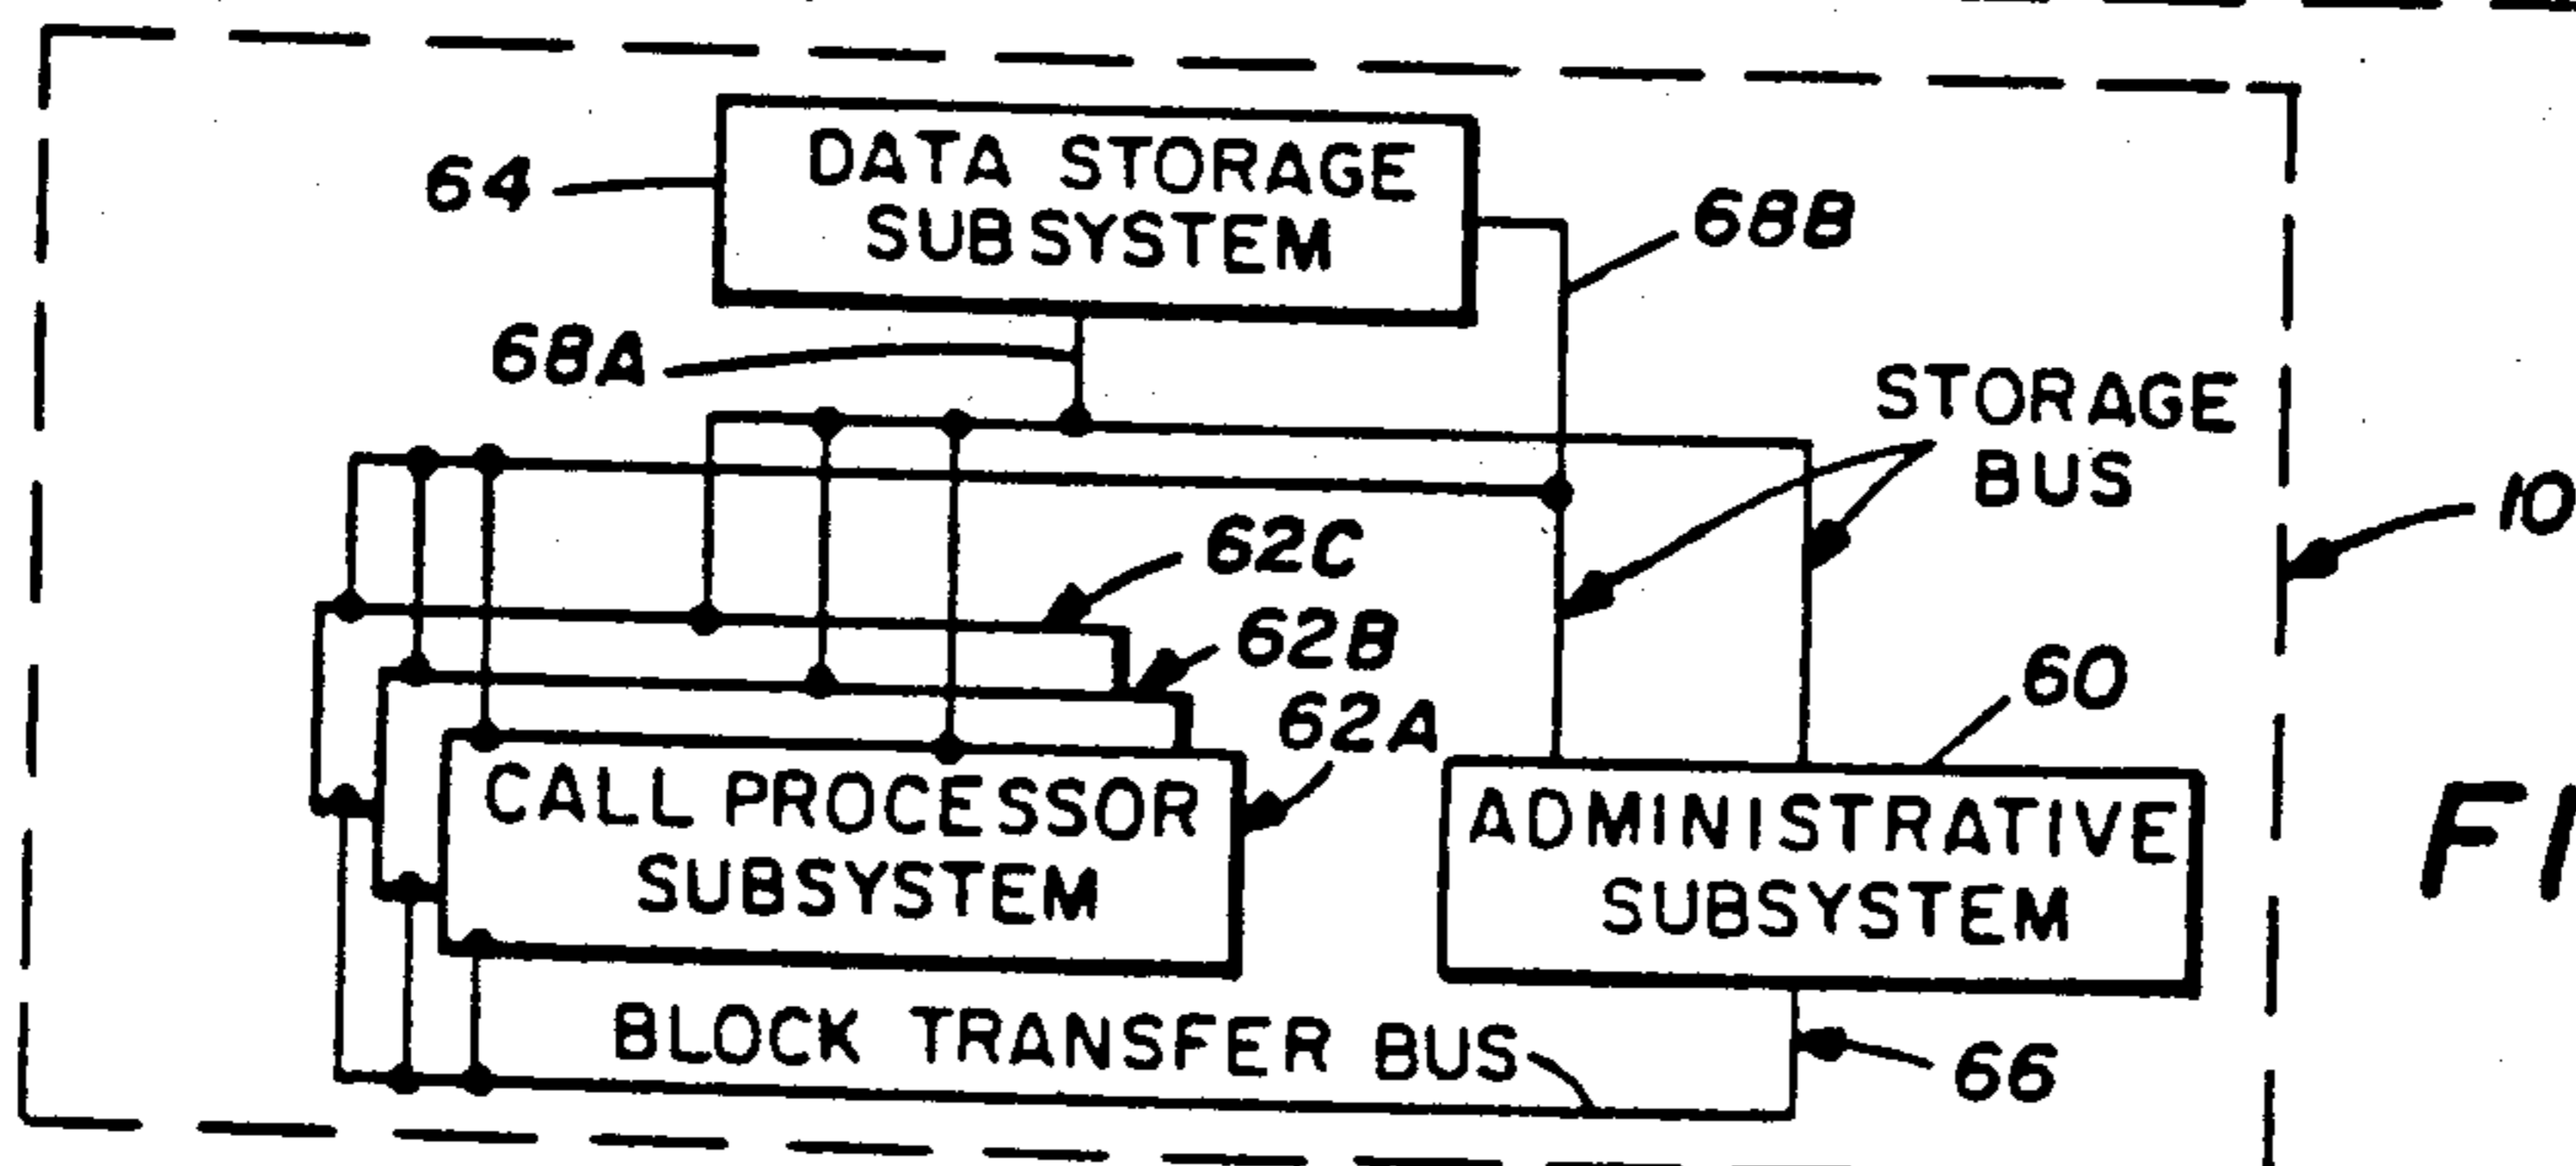 DATA STORAGE
SUBSYSTEM
64
68B
68A
STORAGE
BUS
10
62C
62B
62A
60
CALL PROCESSOR
SUBSYSTEM
ADMINISTRATIVE
SUBSYSTEM
BLOCK TRANSFER BUS
66